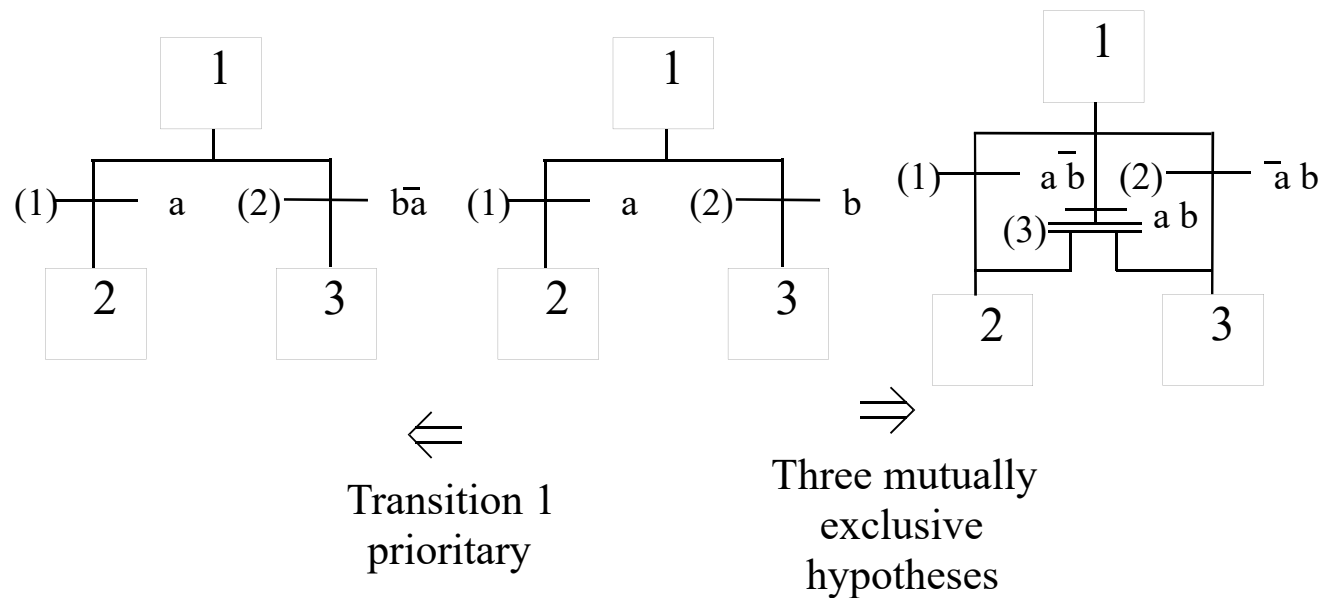 1
(1) a (2) bā
2 3
1
(1) a (2) b
2 3
1
(1) a b̄ (2) ā b
(3) a b
2 3
Transition 1
prioritary
Three mutually
exclusive
hypotheses